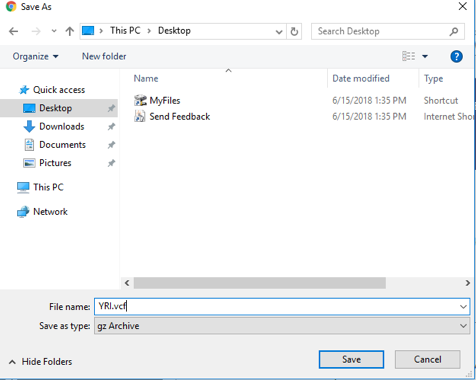 Save As
This PC > Desktop
Search Desktop
Organize
New folder
?
Name
Date modified
Type
Quick access
Desktop
Downloads
Documents
Pictures
This PC
Network
MyFiles 6/15/2018 1:35 PM Shortcut
Send Feedback 6/15/2018 1:35 PM Internet Shor
File name: YRI.vcf
Save as type: gz Archive
Hide Folders
Save
Cancel